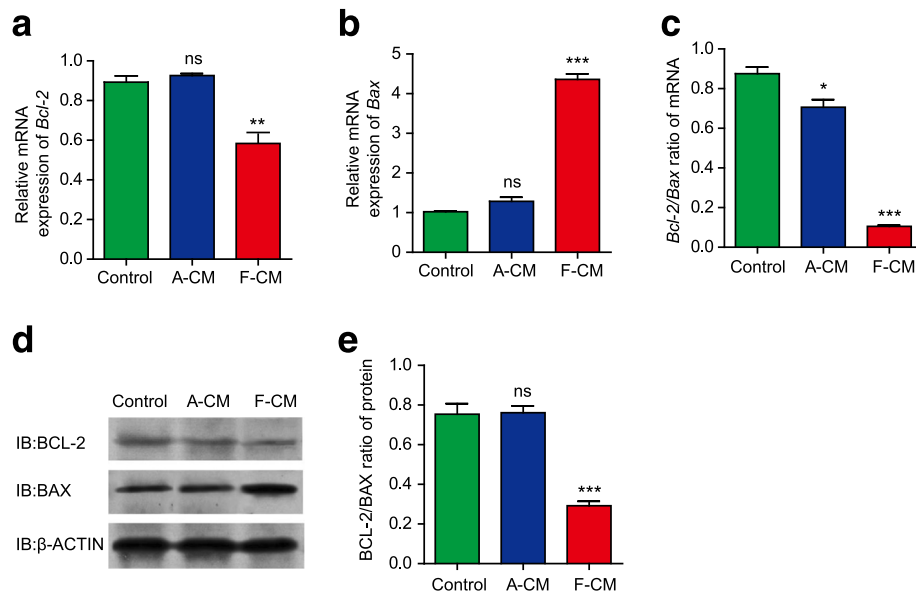 a
Relative mRNA
expression of Bcl-2
1.0
0.8
0.6
0.4
0.2
0.0
ns
**
Control A-CM F-CM
b
Relative mRNA
expression of Bax
5
4
2
1
0
ns
***
Control A-CM F-CM
c
Bcl-2/Bax ratio of mRNA
1.0
0.8
0.6
0.4
0.2
0.0
*
***
Control A-CM F-CM
d
Control A-CM F-CM
IB:BCL-2
IB:BAX
IB:β-ACTIN
e
BCL-2/BAX ratio of protein
1.0
0.8
0.6
0.4
0.2
0.0
ns
***
Control A-CM F-CM